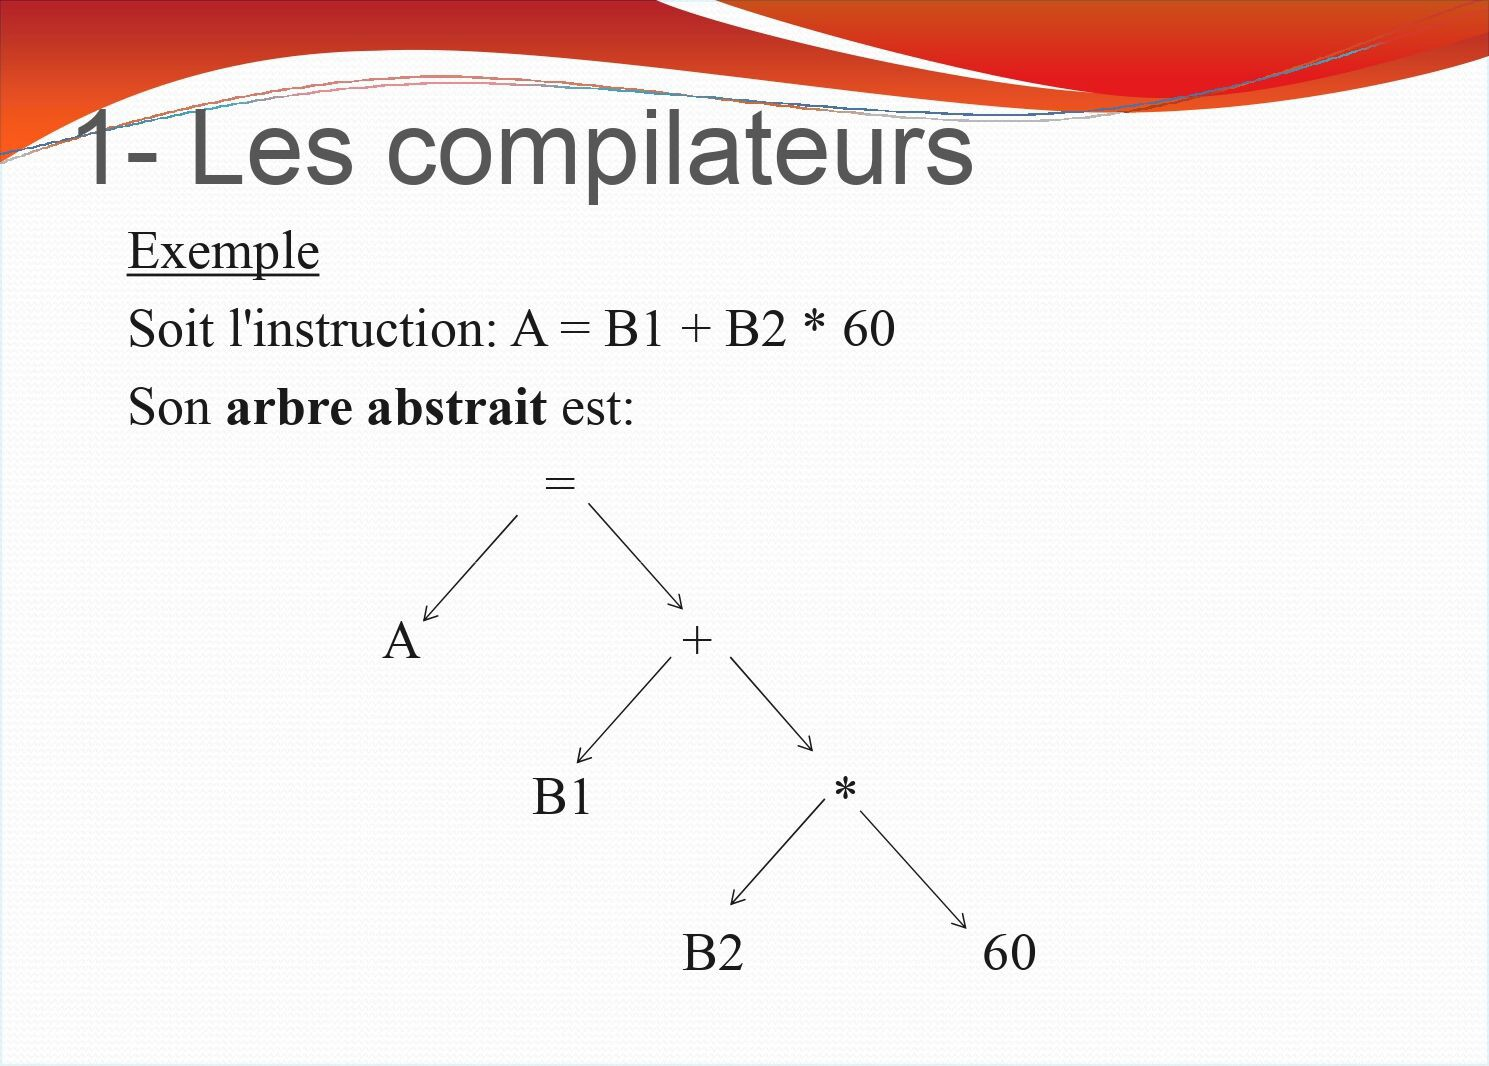 1- Les compilateurs
Exemple
Soit l'instruction: A = B1 + B2 * 60
Son arbre abstrait est:
=
A +
B1 *
B2 60